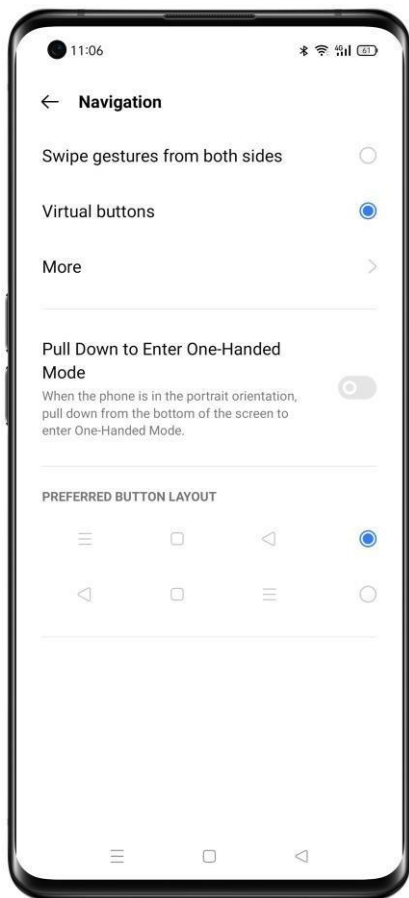 11:06
4G
61
Navigation
Swipe gestures from both sides
Virtual buttons
More
Pull Down to Enter One-Handed
Mode
When the phone is in the portrait orientation,
pull down from the bottom of the screen to
enter One-Handed Mode.
PREFERRED BUTTON LAYOUT